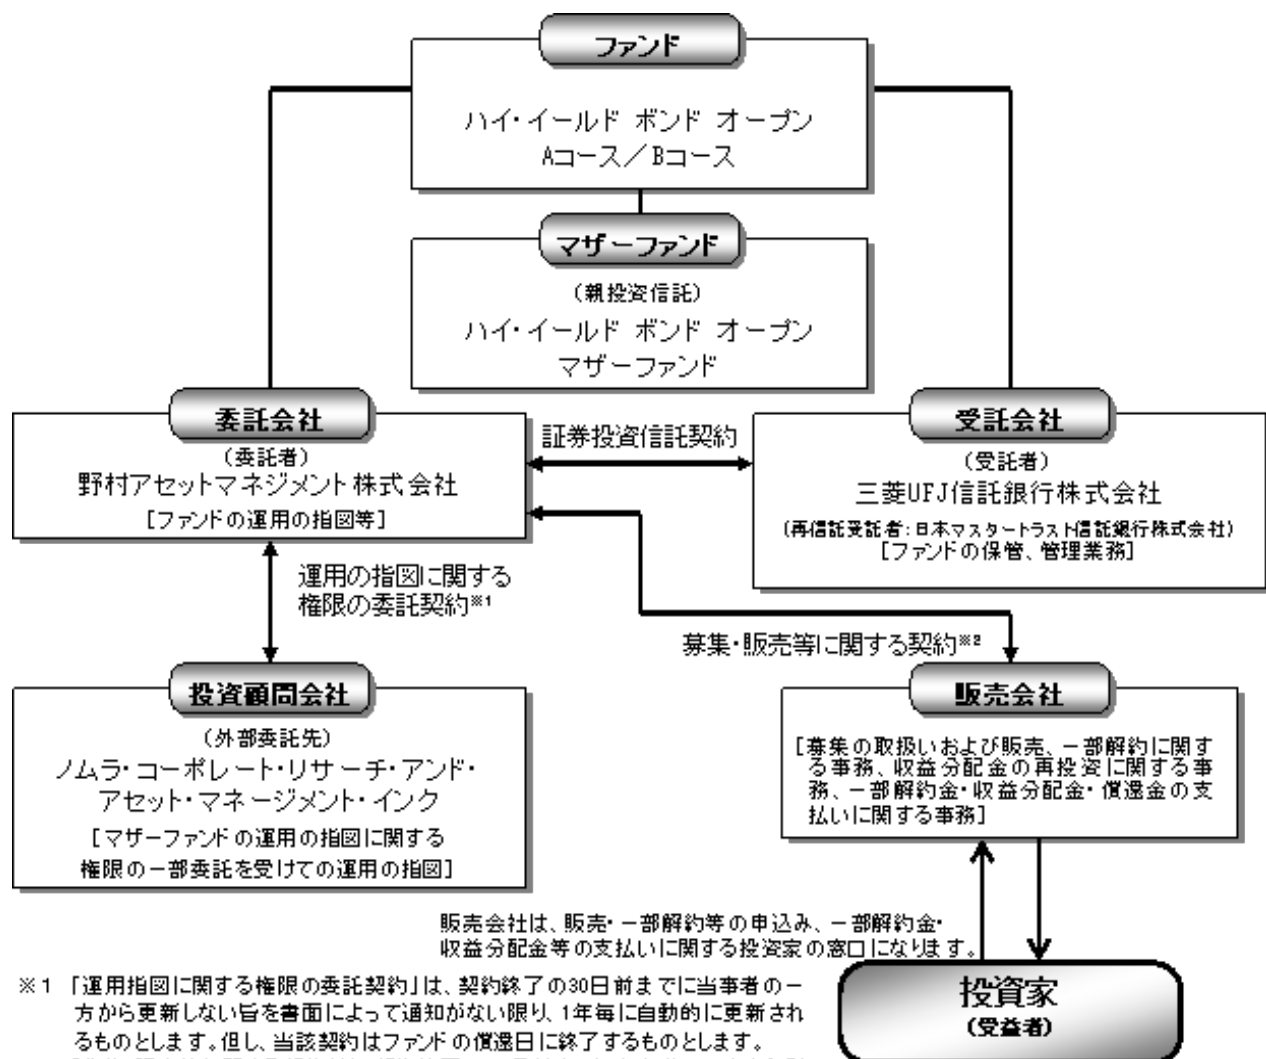 ファンド
ハイ・イールド ボンド オープン
Aコース／Bコース
マザーファンド
（親投資信託）
ハイ・イールド ボンド オープン
マザーファンド
委託会社
（委託者）
野村アセットマネジメント株式会社
［ファンドの運用の指図等］
証券投資信託契約
受託会社
（受託者）
三菱UFJ信託銀行株式会社
（再信託受託者：日本マスタートラスト信託銀行株式会社）
［ファンドの保管、管理業務］
運用の指図に関する
権限の委託契約※1
募集・販売等に関する契約※2
投資顧問会社
（外部委託先）
ノムラ・コーポレート・リサーチ・アンド・
アセット・マネージメント・インク
［マザーファンドの運用の指図に関する
権限の一部委託を受けての運用の指図］
販売会社
［募集の取扱いおよび販売、一部解約に関す
る事務、収益分配金の再投資に関する事
務、一部解約金・収益分配金・償還金の支
払いに関する事務］
販売会社は、販売・一部解約等の申込み、一部解約金・
収益分配金等の支払いに関する投資家の窓口になります。
投資家
（受益者）
※1 「運用指図に関する権限の委託契約」は、契約終了の30日前までに当事者の一
方から更新しない旨を書面によって通知がない限り、1年毎に自動的に更新され
るものとします。但し、当該契約はファンドの償還日に終了するものとします。